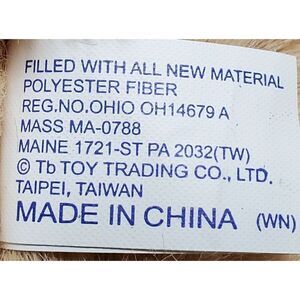 FILLED WITH ALL NEW MATERIAL
POLYESTER FIBER
REG.NO.OHIO OH14679 A
MASS MA-0788
MAINE 1721-ST PA 2032(TW)
© Tb TOY TRADING CO., LTD.
TAIPEI, TAIWAN
MADE IN CHINA (WN)